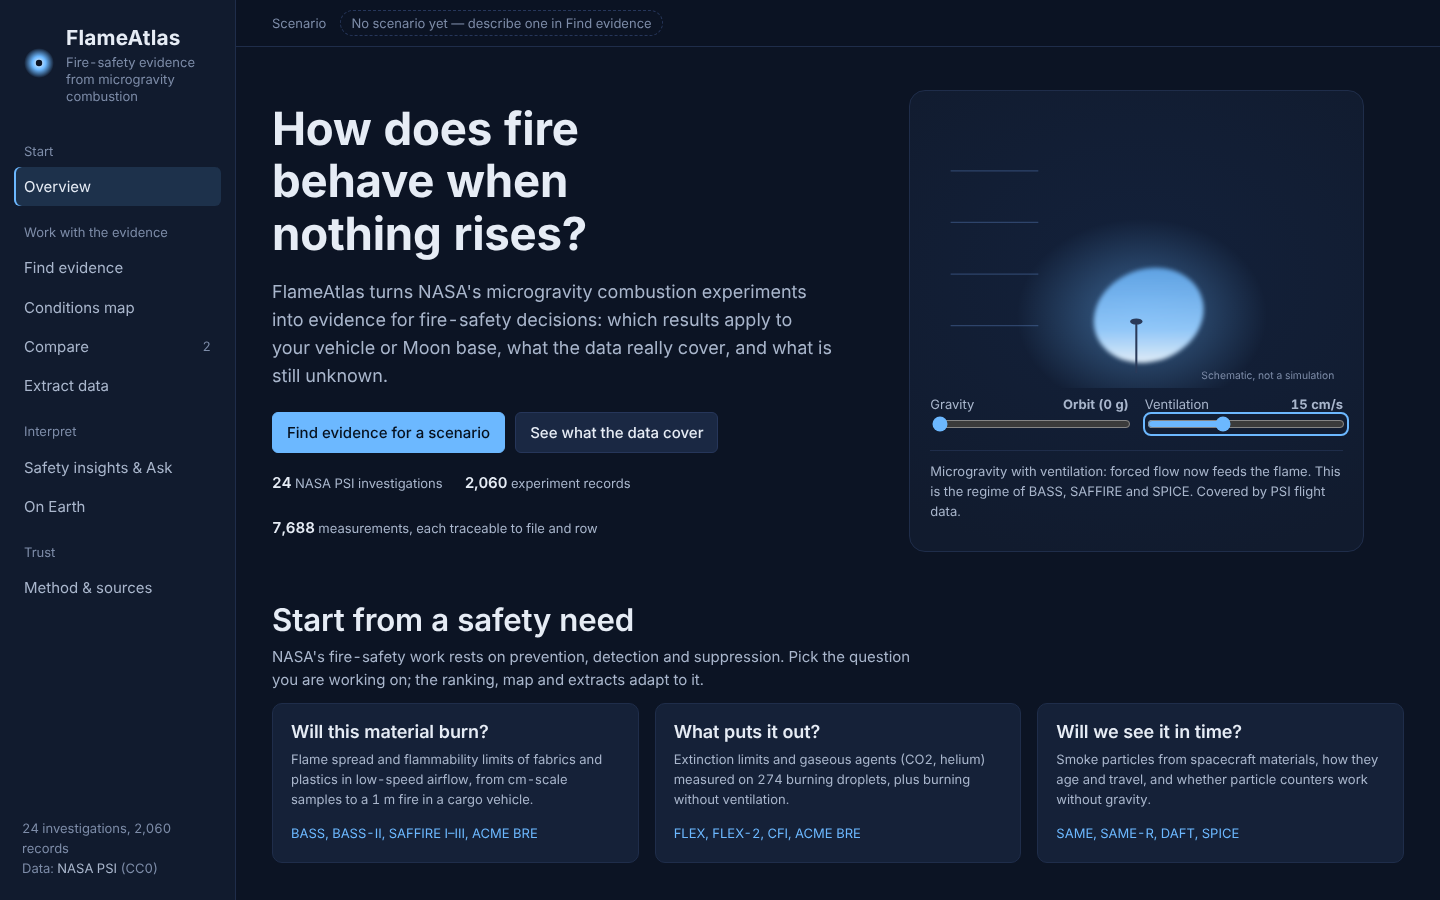 FlameAtlas
Fire-safety evidence
from microgravity
combustion
Start
Overview
Work with the evidence
Find evidence
Conditions map
Compare 2
Extract data
Interpret
Safety insights & Ask
On Earth
Trust
Method & sources
24 investigations, 2,060
records
Data: NASA PSI (CC0)
Scenario No scenario yet — describe one in Find evidence
How does fire
behave when
nothing rises?
FlameAtlas turns NASA's microgravity combustion experiments
into evidence for fire-safety decisions: which results apply to
your vehicle or Moon base, what the data really cover, and what is
still unknown.
Find evidence for a scenario See what the data cover
24 NASA PSI investigations 2,060 experiment records
7,688 measurements, each traceable to file and row
Schematic, not a simulation
Gravity Orbit (0 g) Ventilation 15 cm/s
Microgravity with ventilation: forced flow now feeds the flame. This
is the regime of BASS, SAFFIRE and SPICE. Covered by PSI flight
data.
Start from a safety need
NASA's fire-safety work rests on prevention, detection and suppression. Pick the question
you are working on; the ranking, map and extracts adapt to it.
Will this material burn?
Flame spread and flammability limits of fabrics and
plastics in low-speed airflow, from cm-scale
samples to a 1 m fire in a cargo vehicle.
BASS, BASS-II, SAFFIRE I–III, ACME BRE
What puts it out?
Extinction limits and gaseous agents (CO2, helium)
measured on 274 burning droplets, plus burning
without ventilation.
FLEX, FLEX-2, CFI, ACME BRE
Will we see it in time?
Smoke particles from spacecraft materials, how they
age and travel, and whether particle counters work
without gravity.
SAME, SAME-R, DAFT, SPICE